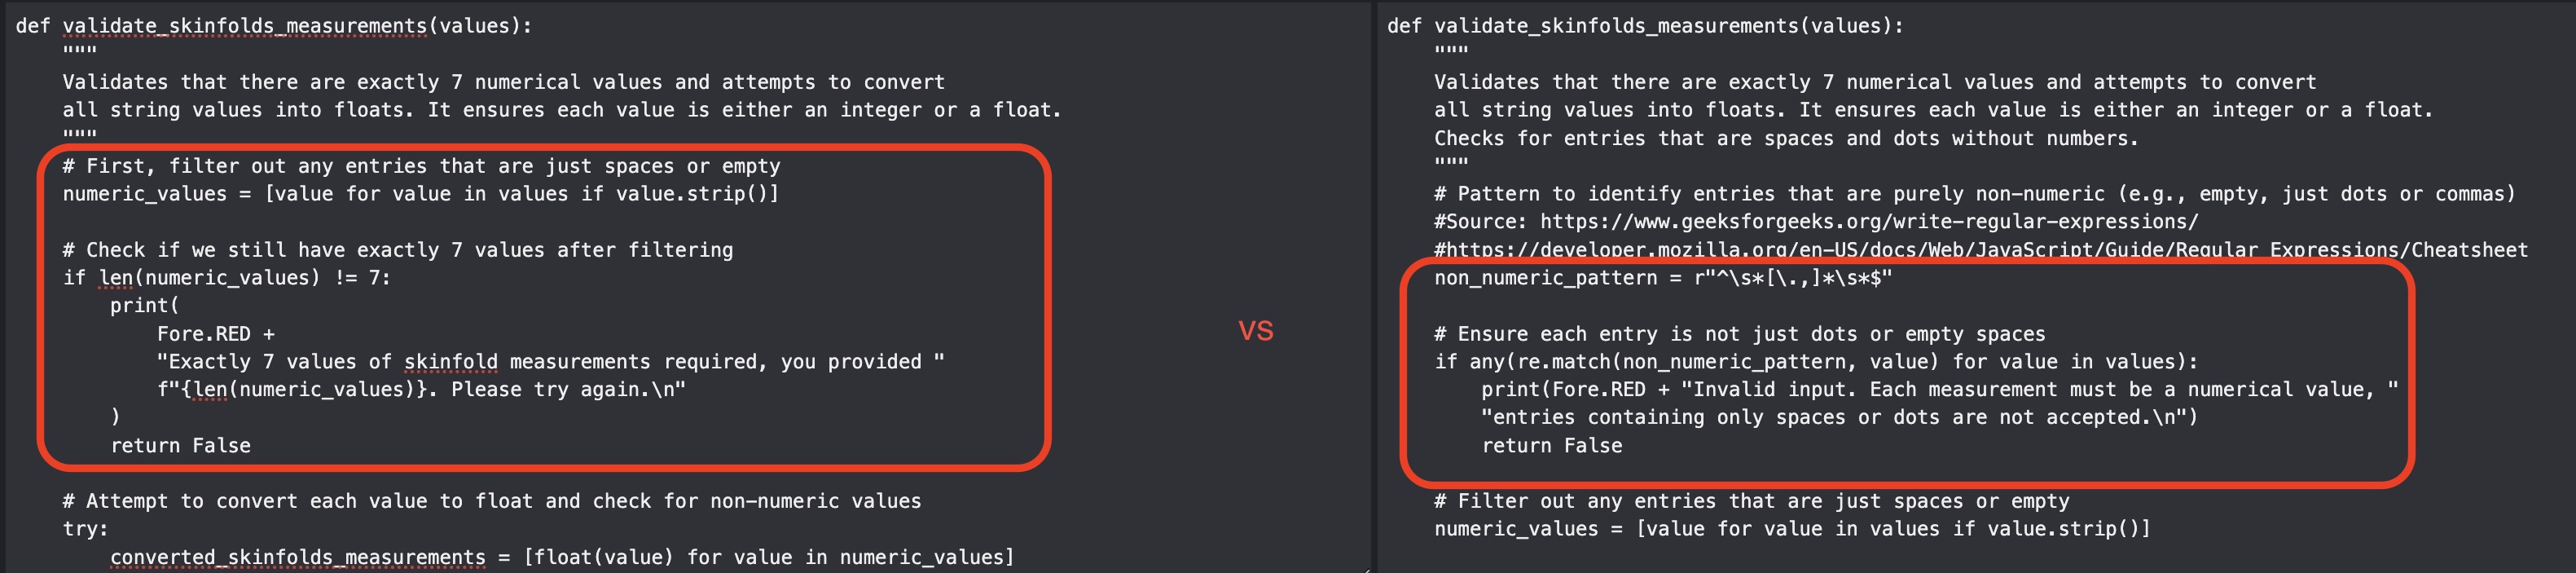 def validate_skinfolds_measurements(values):
    """
    Validates that there are exactly 7 numerical values and attempts to convert
    all string values into floats. It ensures each value is either an integer or a float.
    """
    # First, filter out any entries that are just spaces or empty
    numeric_values = [value for value in values if value.strip()]
    # Check if we still have exactly 7 values after filtering
    if len(numeric_values) != 7:
        print(
            Fore.RED +
            "Exactly 7 values of skinfold measurements required, you provided "
            f"{len(numeric_values)}. Please try again.\n"
        )
        return False
    # Attempt to convert each value to float and check for non-numeric values
    try:
        converted_skinfolds_measurements = [float(value) for value in numeric_values]
vs
def validate_skinfolds_measurements(values):
    """
    Validates that there are exactly 7 numerical values and attempts to convert
    all string values into floats. It ensures each value is either an integer or a float.
    Checks for entries that are spaces and dots without numbers.
    """
    # Pattern to identify entries that are purely non-numeric (e.g., empty, just dots or commas)
    #Source: https://www.geeksforgeeks.org/write-regular-expressions/
    #https://developer.mozilla.org/en-US/docs/Web/JavaScript/Guide/Regular_Expressions/Cheatsheet
    non_numeric_pattern = r"^\s*[\.,]*\s*$"
    # Ensure each entry is not just dots or empty spaces
    if any(re.match(non_numeric_pattern, value) for value in values):
        print(Fore.RED + "Invalid input. Each measurement must be a numerical value, "
        "entries containing only spaces or dots are not accepted.\n")
        return False
    # Filter out any entries that are just spaces or empty
    numeric_values = [value for value in values if value.strip()]